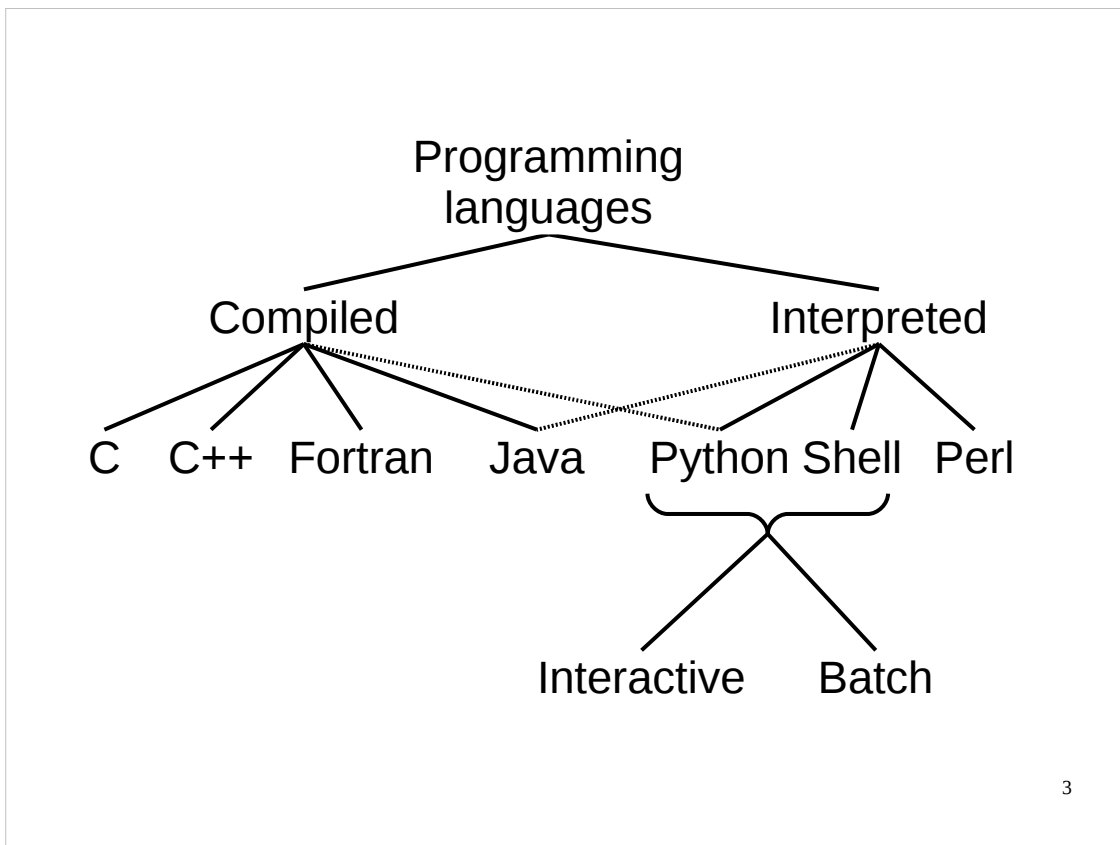 Programming
languages
Compiled
Interpreted
C
C++
Fortran
Java
Python
Shell
Perl
Interactive
Batch
3